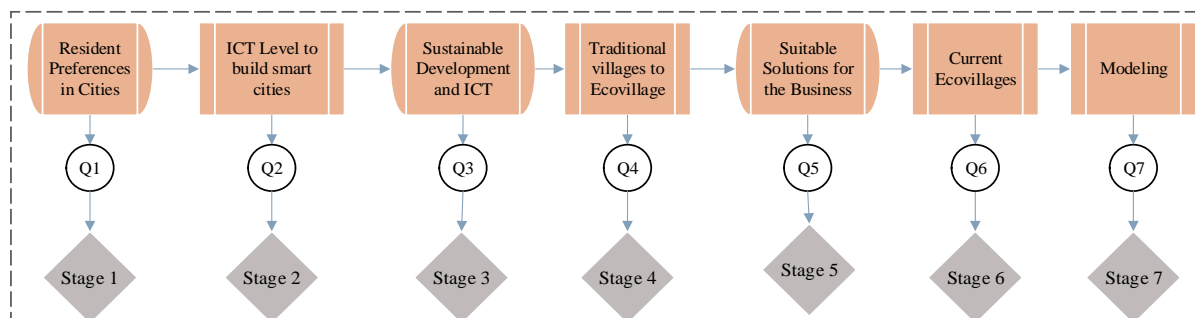 Resident
Preferences
in Cities
ICT Level to
build smart
cities
Sustainable
Development
and ICT
Traditional
villages to
Ecovillage
Suitable
Solutions for
the Business
Current
Ecovillages
Modeling
Q1
Q2
Q3
Q4
Q5
Q6
Q7
Stage 1
Stage 2
Stage 3
Stage 4
Stage 5
Stage 6
Stage 7